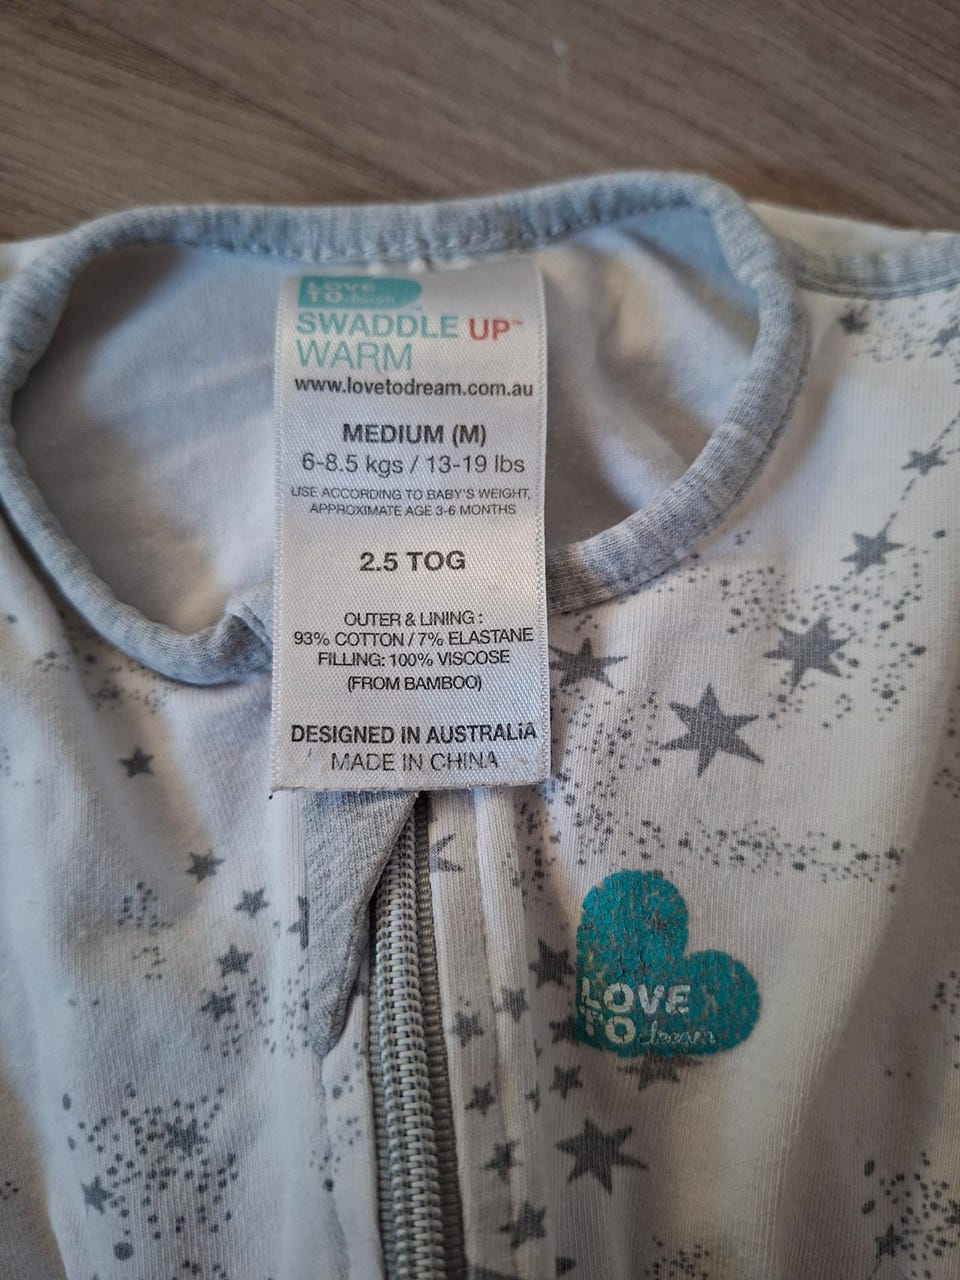 LOVE
TO dream
SWADDLE UP™
WARM
www.lovetodream.com.au
MEDIUM (M)
6-8.5 kgs / 13-19 lbs
USE ACCORDING TO BABY'S WEIGHT,
APPROXIMATE AGE 3-6 MONTHS
2.5 TOG
OUTER & LINING :
93% COTTON / 7% ELASTANE
FILLING: 100% VISCOSE
(FROM BAMBOO)
DESIGNED IN AUSTRALIA
MADE IN CHINA
LOVE
TO dream